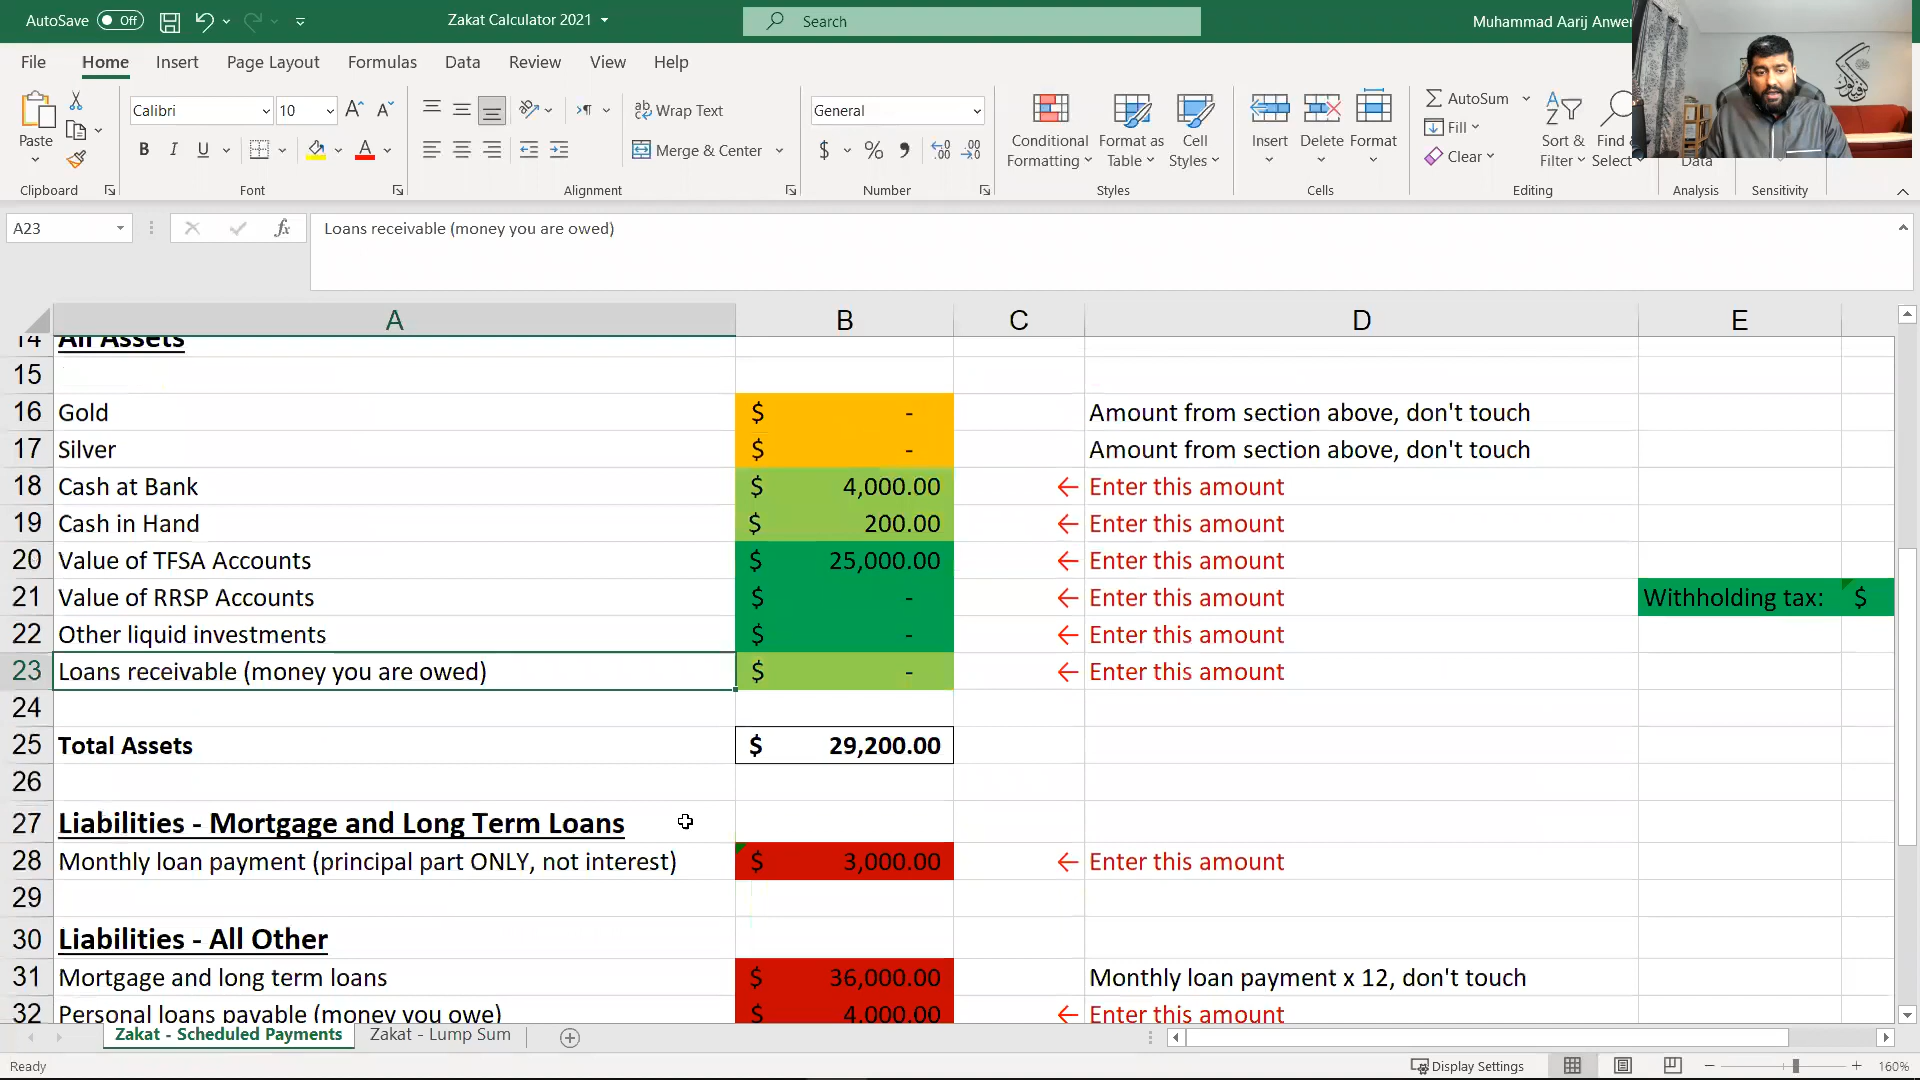 AutoSave Off Zakat Calculator 2021 Search Muhammad Aarij Anwer
File Home Insert Page Layout Formulas Data Review View Help
Paste
Clipboard
Calibri 10
B I U
Font
Wrap Text
Merge & Center
Alignment
General
$ %
Number
Conditional Formatting
Format as Table
Cell Styles
Styles
Insert Delete Format
Cells
AutoSum
Fill
Clear
Sort & Filter
Find & Select
Editing
Data
Analysis
Sensitivity
A23 fx Loans receivable (money you are owed)
A B C D E
14 All Assets
15
16 Gold $ - Amount from section above, don't touch
17 Silver $ - Amount from section above, don't touch
18 Cash at Bank $ 4,000.00 ← Enter this amount
19 Cash in Hand $ 200.00 ← Enter this amount
20 Value of TFSA Accounts $ 25,000.00 ← Enter this amount
21 Value of RRSP Accounts $ - ← Enter this amount Withholding tax: $
22 Other liquid investments $ - ← Enter this amount
23 Loans receivable (money you are owed) $ - ← Enter this amount
24
25 Total Assets $ 29,200.00
26
27 Liabilities - Mortgage and Long Term Loans
28 Monthly loan payment (principal part ONLY, not interest) $ 3,000.00 ← Enter this amount
29
30 Liabilities - All Other
31 Mortgage and long term loans $ 36,000.00 Monthly loan payment x 12, don't touch
32 Personal loans payable (money you owe) $ 4,000.00 ← Enter this amount
Zakat - Scheduled Payments Zakat - Lump Sum
Ready Display Settings 160%